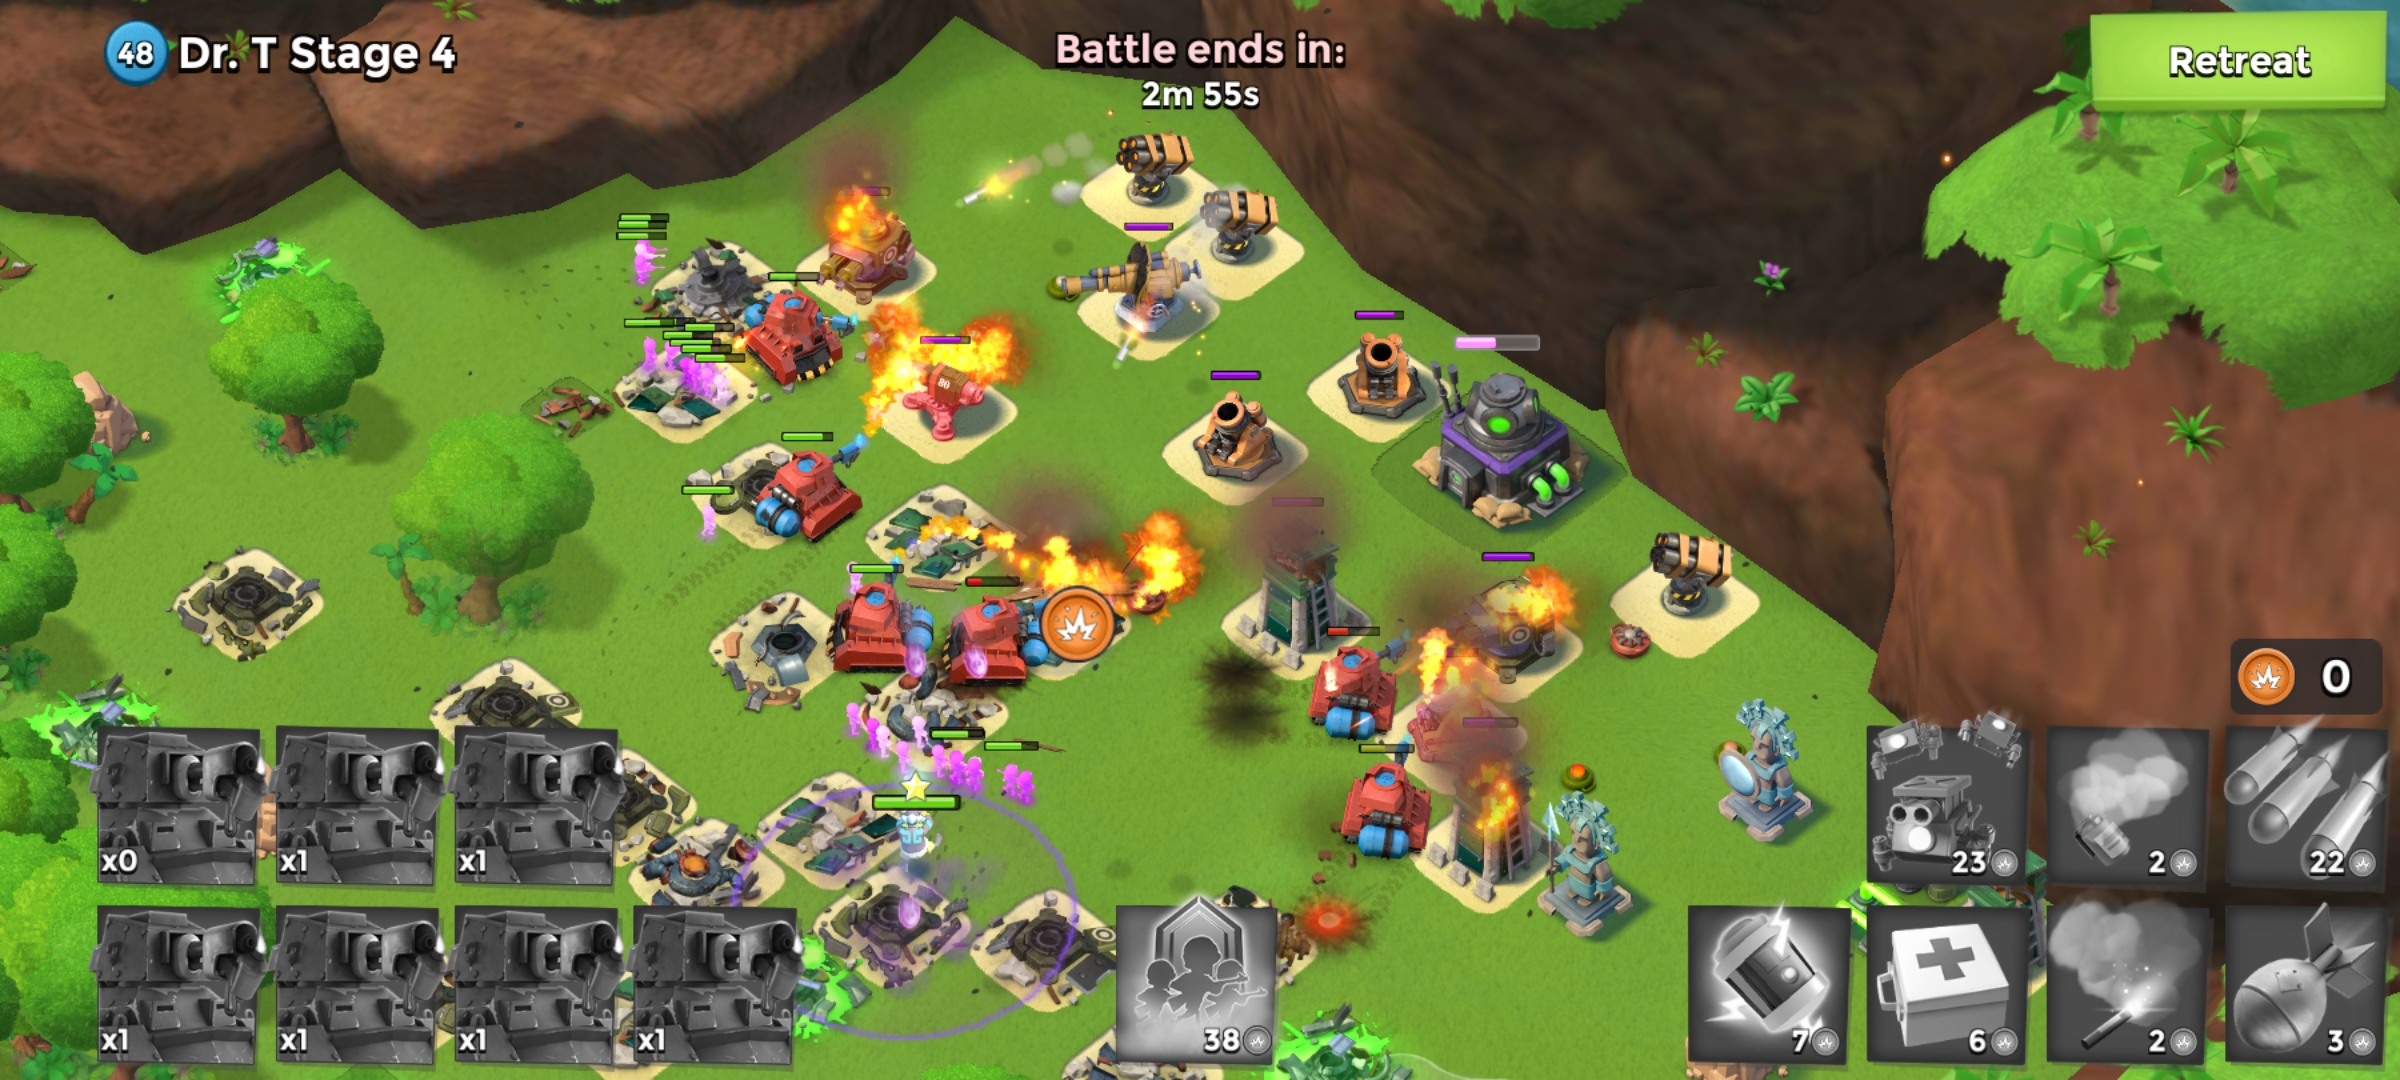 48 Dr. T Stage 4
Battle ends in:
2m 55s
Retreat
80
0
x0
x1
x1
23
2
22
x1
x1
x1
x1
38
7
6
2
3